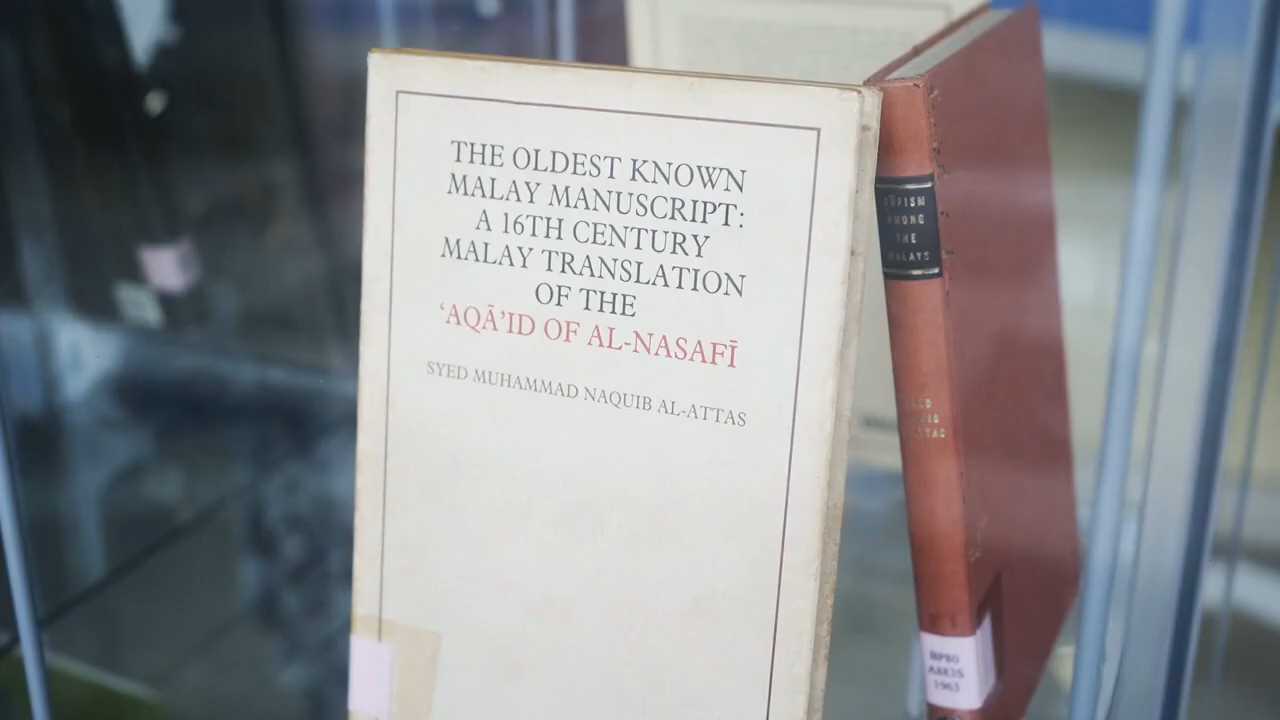 THE OLDEST KNOWN
MALAY MANUSCRIPT:
A 16TH CENTURY
MALAY TRANSLATION
OF THE
‘AQĀ’ID OF AL-NASAFĪ
SYED MUHAMMAD NAQUIB AL-ATTAS
SUFISM
AMONG
THE
MALAYS
BP80
1963